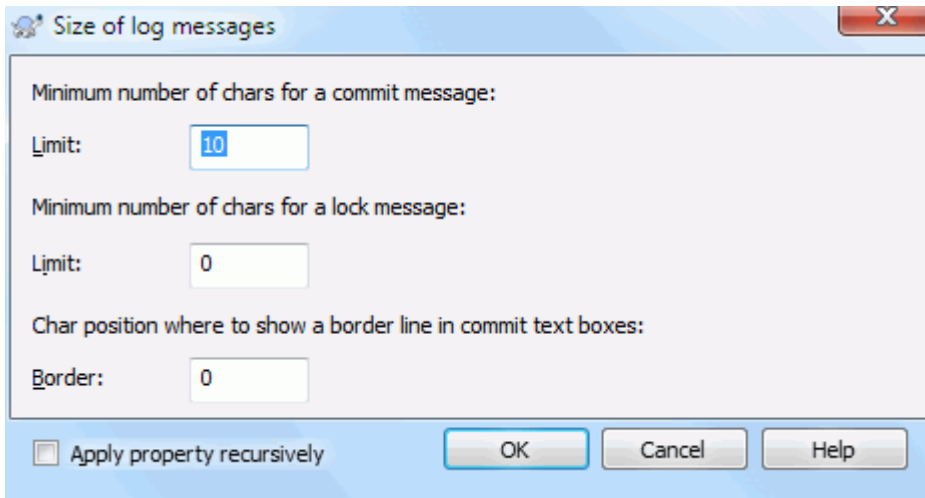 Size of log messages
Minimum number of chars for a commit message:
Limit: 10
Minimum number of chars for a lock message:
Limit: 0
Char position where to show a border line in commit text boxes:
Border: 0
Apply property recursively OK Cancel Help